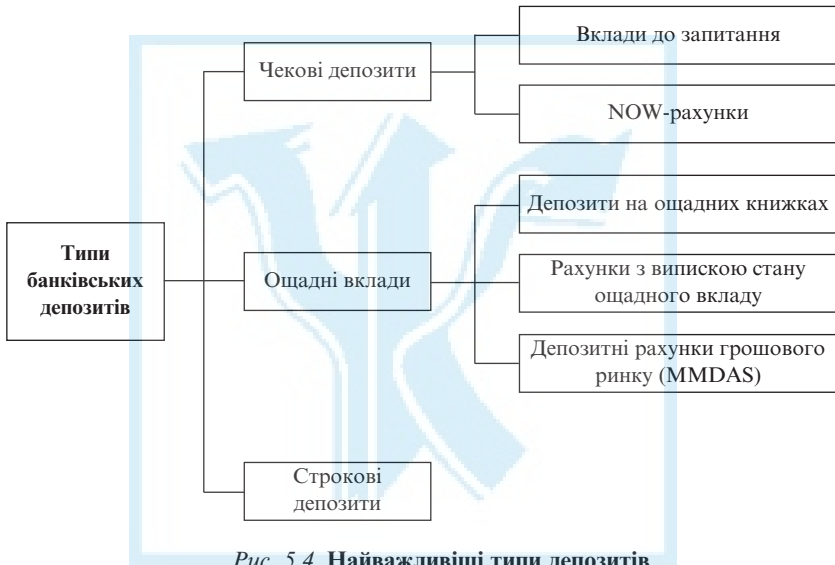 Вклади до запитання
Чекові депозити
NOW-рахунки
Депозити на ощадних книжках
Типи
банківських
депозитів
Ощадні вклади
Рахунки з випискою стану
ощадного вкладу
Депозитні рахунки грошового
ринку (MMDAS)
Строкові
депозити
Рис. 5.4. Найважливіші типи депозитів